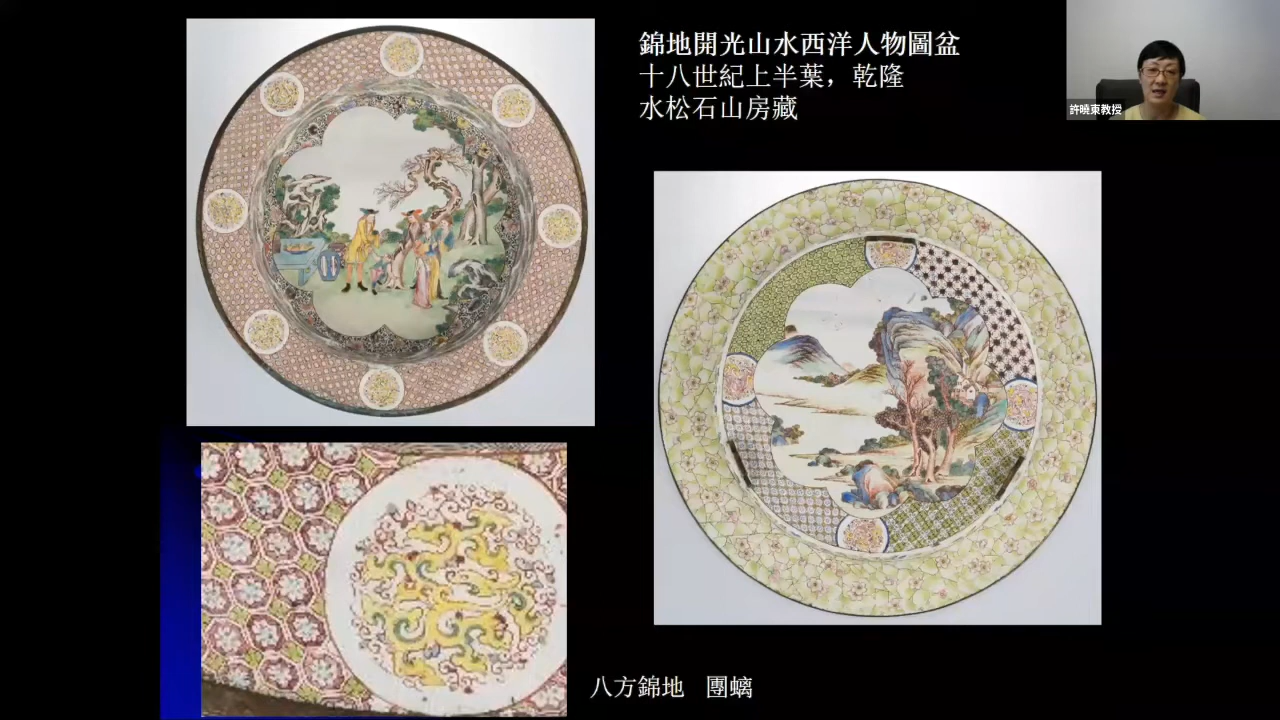 錦地開光山水西洋人物圖盆
十八世紀上半葉，乾隆
水松石山房藏
許曉東教授
八方錦地 團螭